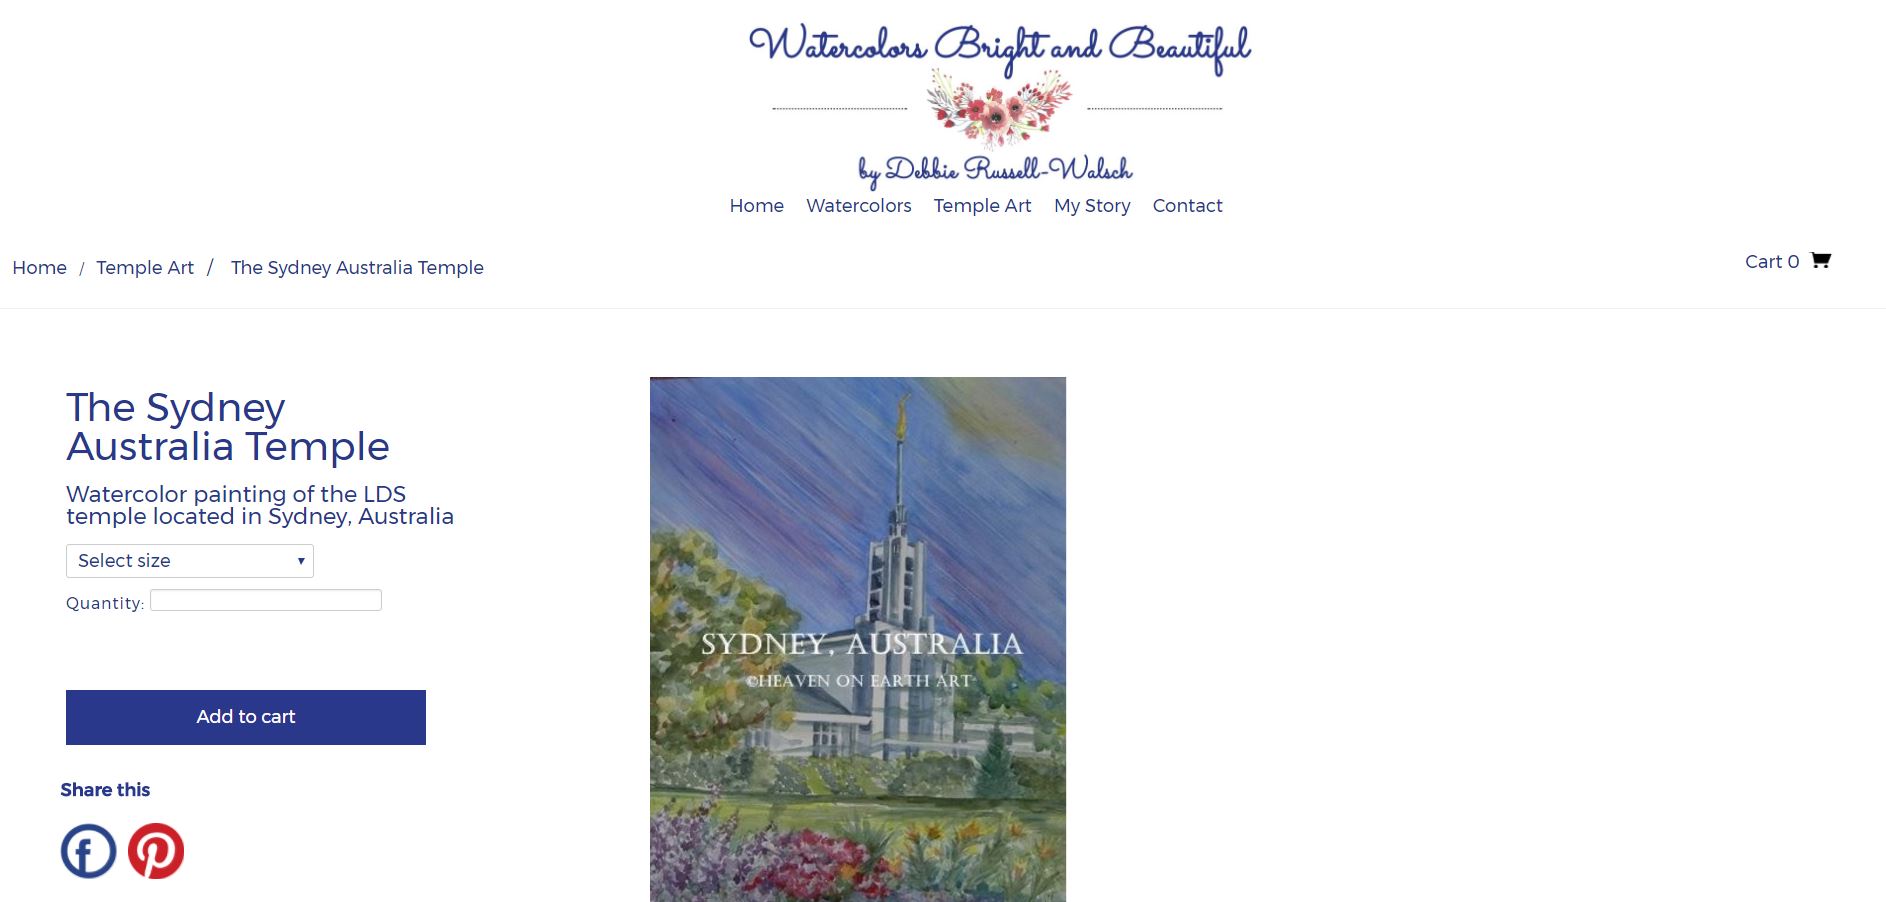 Watercolors Bright and Beautiful
by Debbie Russell-Walsch
Home Watercolors Temple Art My Story Contact
Home / Temple Art / The Sydney Australia Temple
Cart 0
The Sydney
Australia Temple
Watercolor painting of the LDS
temple located in Sydney, Australia
Select size
Quantity:
Add to cart
Share this
SYDNEY, AUSTRALIA
©HEAVEN ON EARTH ART